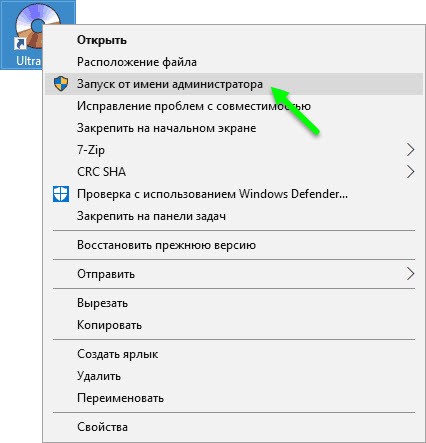 Ultra
Открыть
Расположение файла
Запуск от имени администратора
Исправление проблем с совместимостью
Закрепить на начальном экране
7-Zip
CRC SHA
Проверка с использованием Windows Defender...
Закрепить на панели задач
Восстановить прежнюю версию
Отправить
Вырезать
Копировать
Создать ярлык
Удалить
Переименовать
Свойства